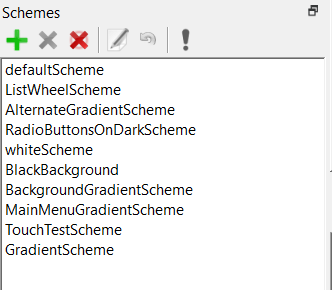 Schemes
defaultScheme
ListWheelScheme
AlternateGradientScheme
RadioButtonsOnDarkScheme
whiteScheme
BlackBackground
BackgroundGradientScheme
MainMenuGradientScheme
TouchTestScheme
GradientScheme